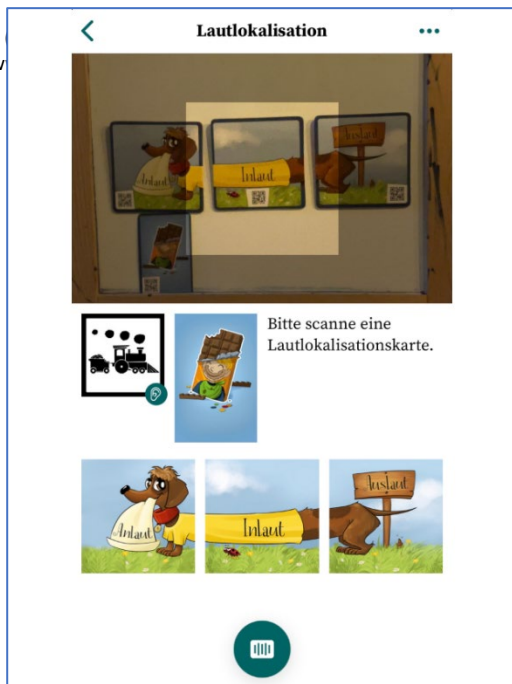 Lautlokalisation
Anlaut
Inlaut
Auslaut
Bitte scanne eine
Lautlokalisationskarte.
Anlaut
Inlaut
Auslaut